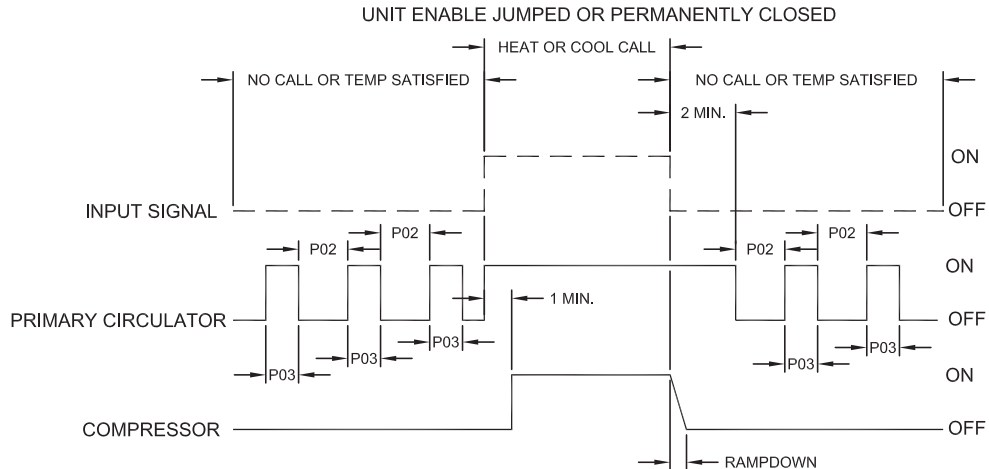 UNIT ENABLE JUMPED OR PERMANENTLY CLOSED
HEAT OR COOL CALL
NO CALL OR TEMP SATISFIED
NO CALL OR TEMP SATISFIED
2 MIN.
ON
INPUT SIGNAL
OFF
P02
P02
P02
P02
ON
1 MIN.
PRIMARY CIRCULATOR
OFF
P03
P03
P03
P03
P03
ON
COMPRESSOR
OFF
RAMPDOWN